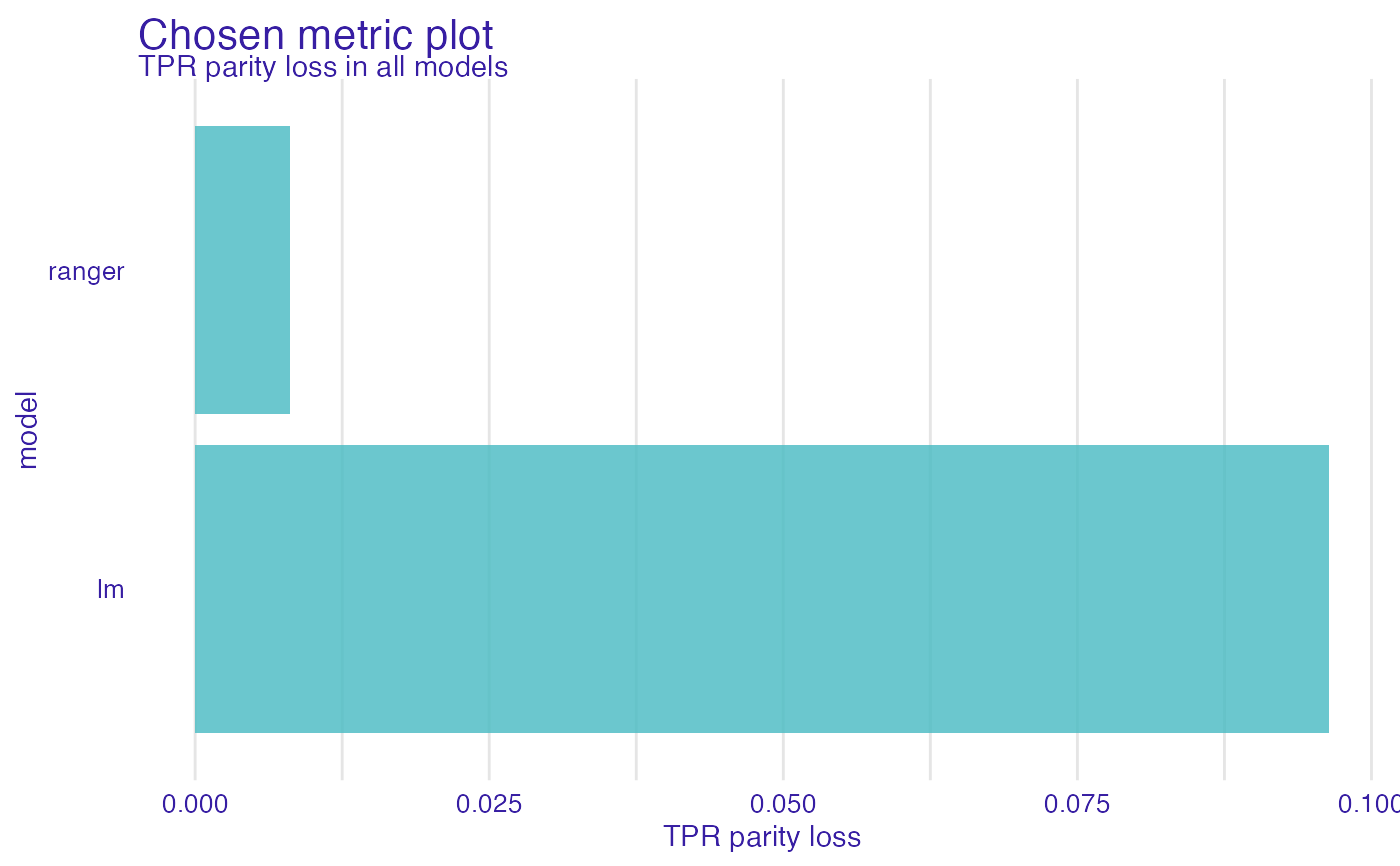 Chosen metric plot
TPR parity loss in all models
ranger
model
lm
0.000 0.025 0.050 0.075 0.100
TPR parity loss